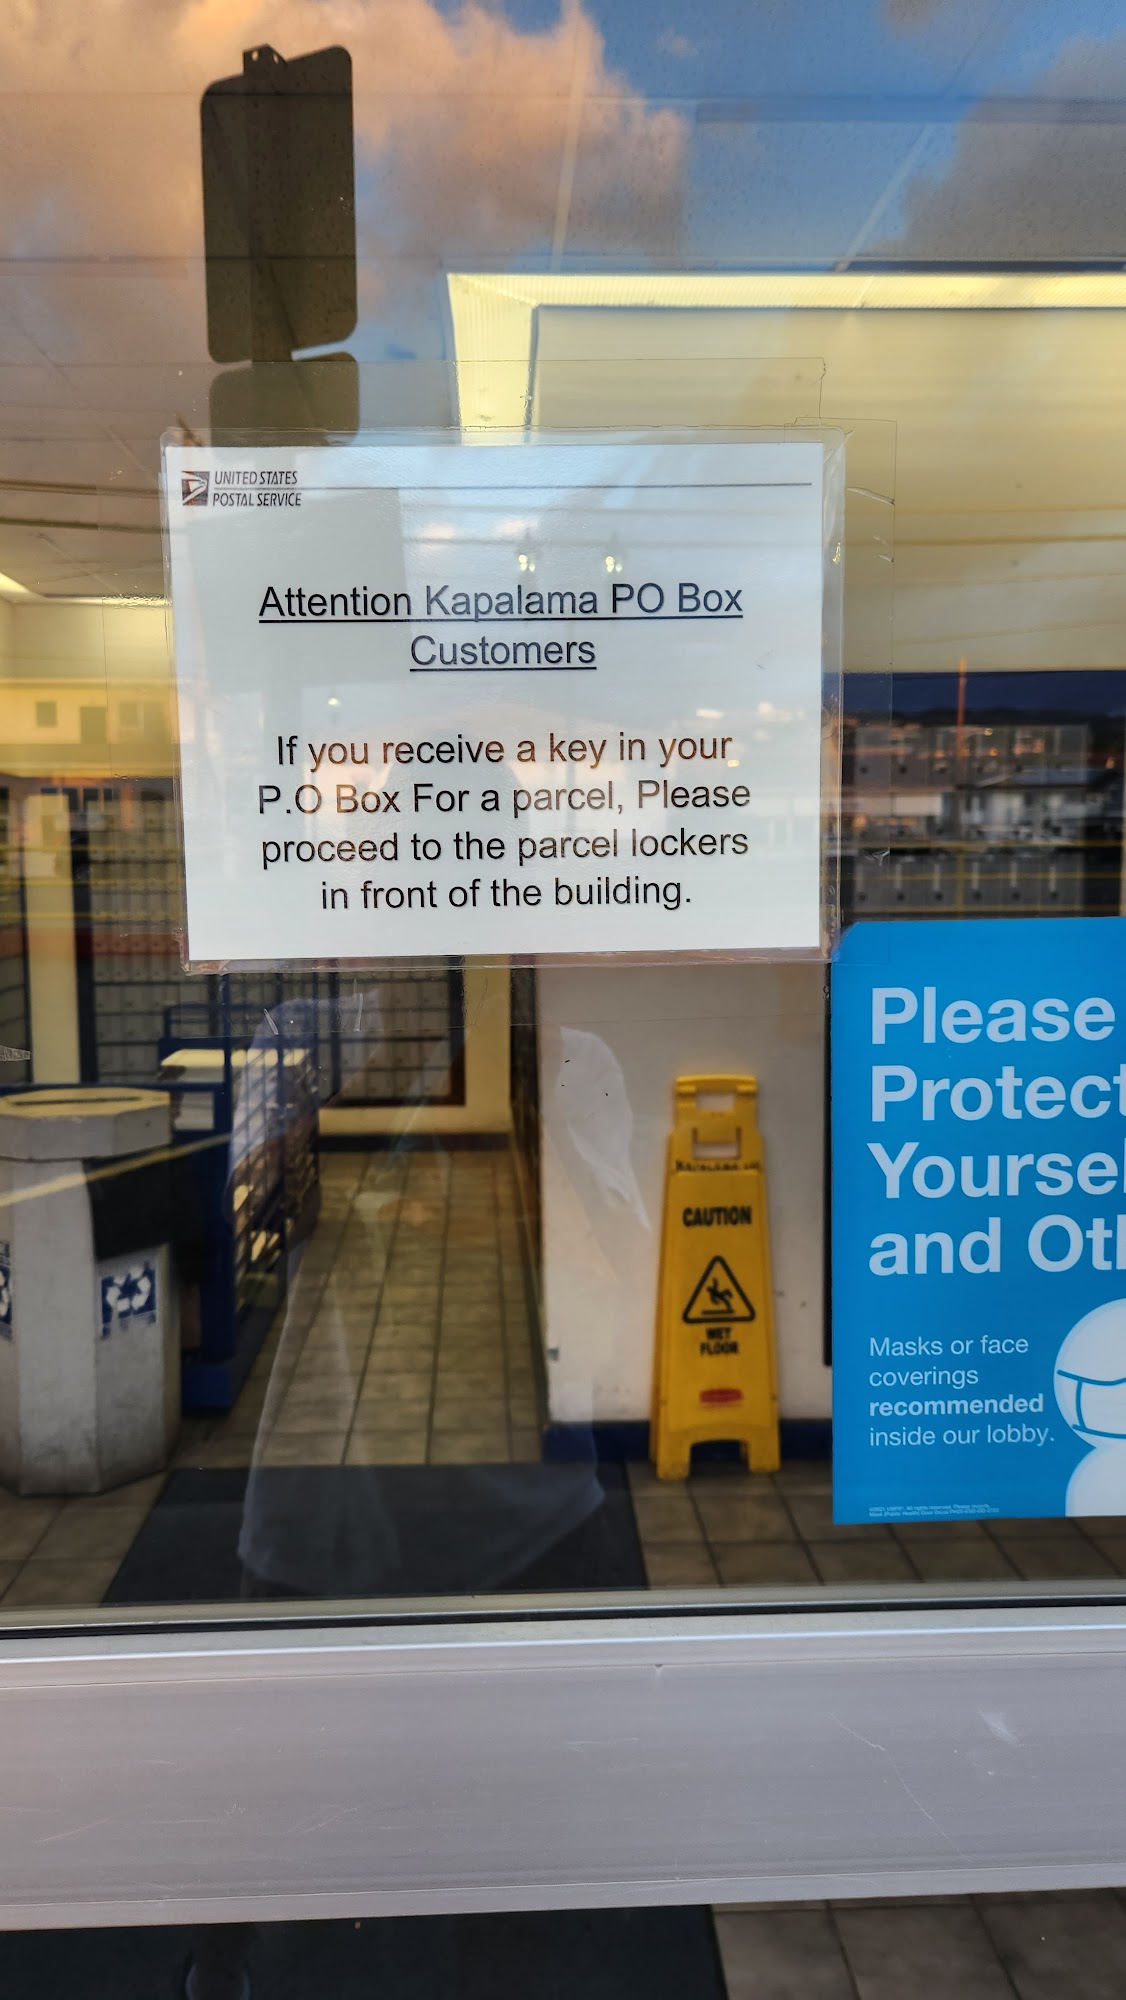 UNITED STATES
POSTAL SERVICE
Attention Kapalama PO Box
Customers
If you receive a key in your
P.O Box For a parcel, Please
proceed to the parcel lockers
in front of the building.
CAUTION
WET
FLOOR
Please
Protect
Yoursel
and Oth
Masks or face
coverings
recommended
inside our lobby.